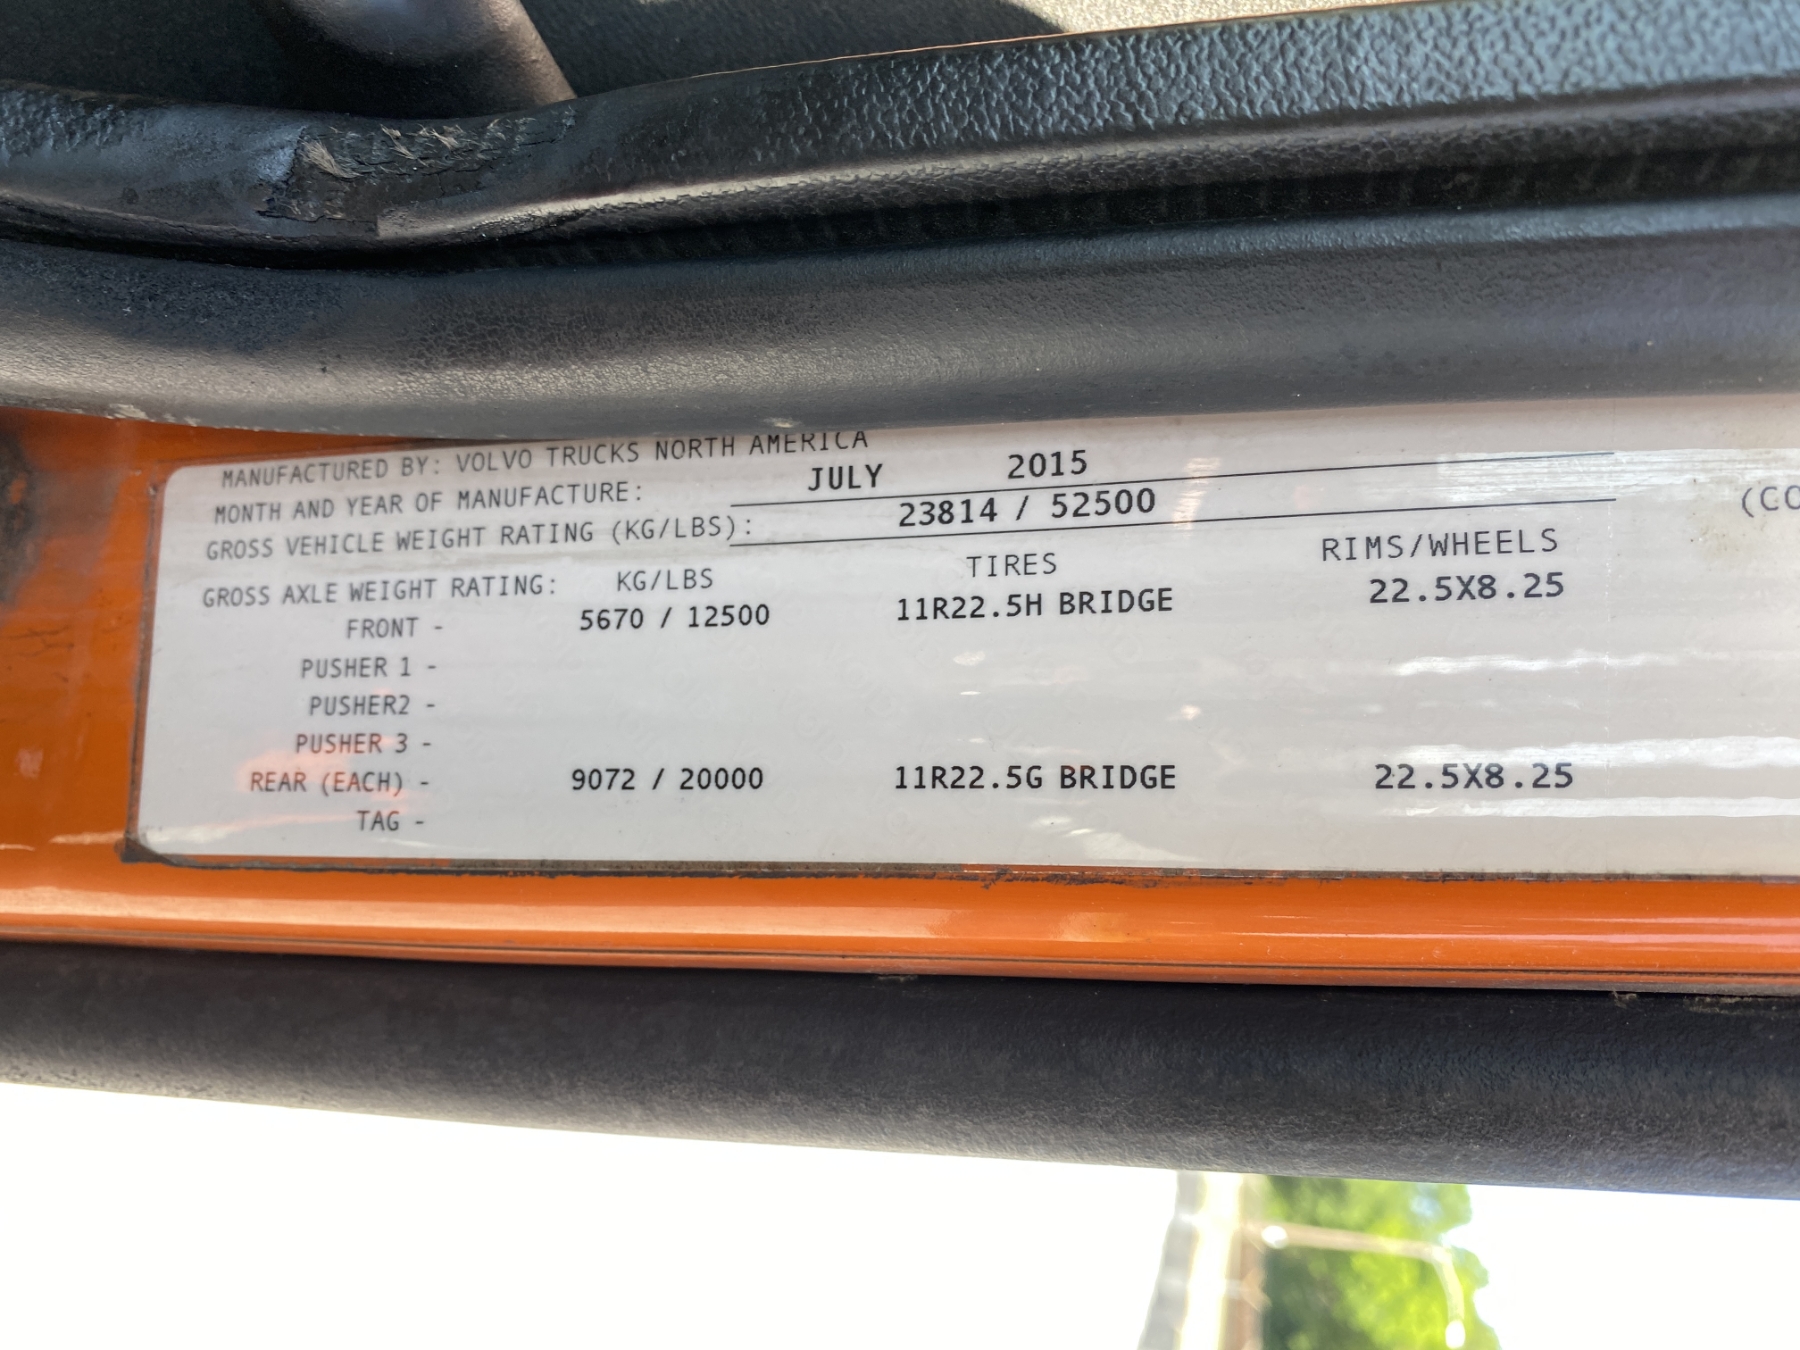 MANUFACTURED BY: VOLVO TRUCKS NORTH AMERICA
MONTH AND YEAR OF MANUFACTURE: JULY 2015
GROSS VEHICLE WEIGHT RATING (KG/LBS): 23814 / 52500
(CO
GROSS AXLE WEIGHT RATING: KG/LBS TIRES RIMS/WHEELS
FRONT - 5670 / 12500 11R22.5H BRIDGE 22.5X8.25
PUSHER 1 -
PUSHER2 -
PUSHER 3 -
REAR (EACH) - 9072 / 20000 11R22.5G BRIDGE 22.5X8.25
TAG -